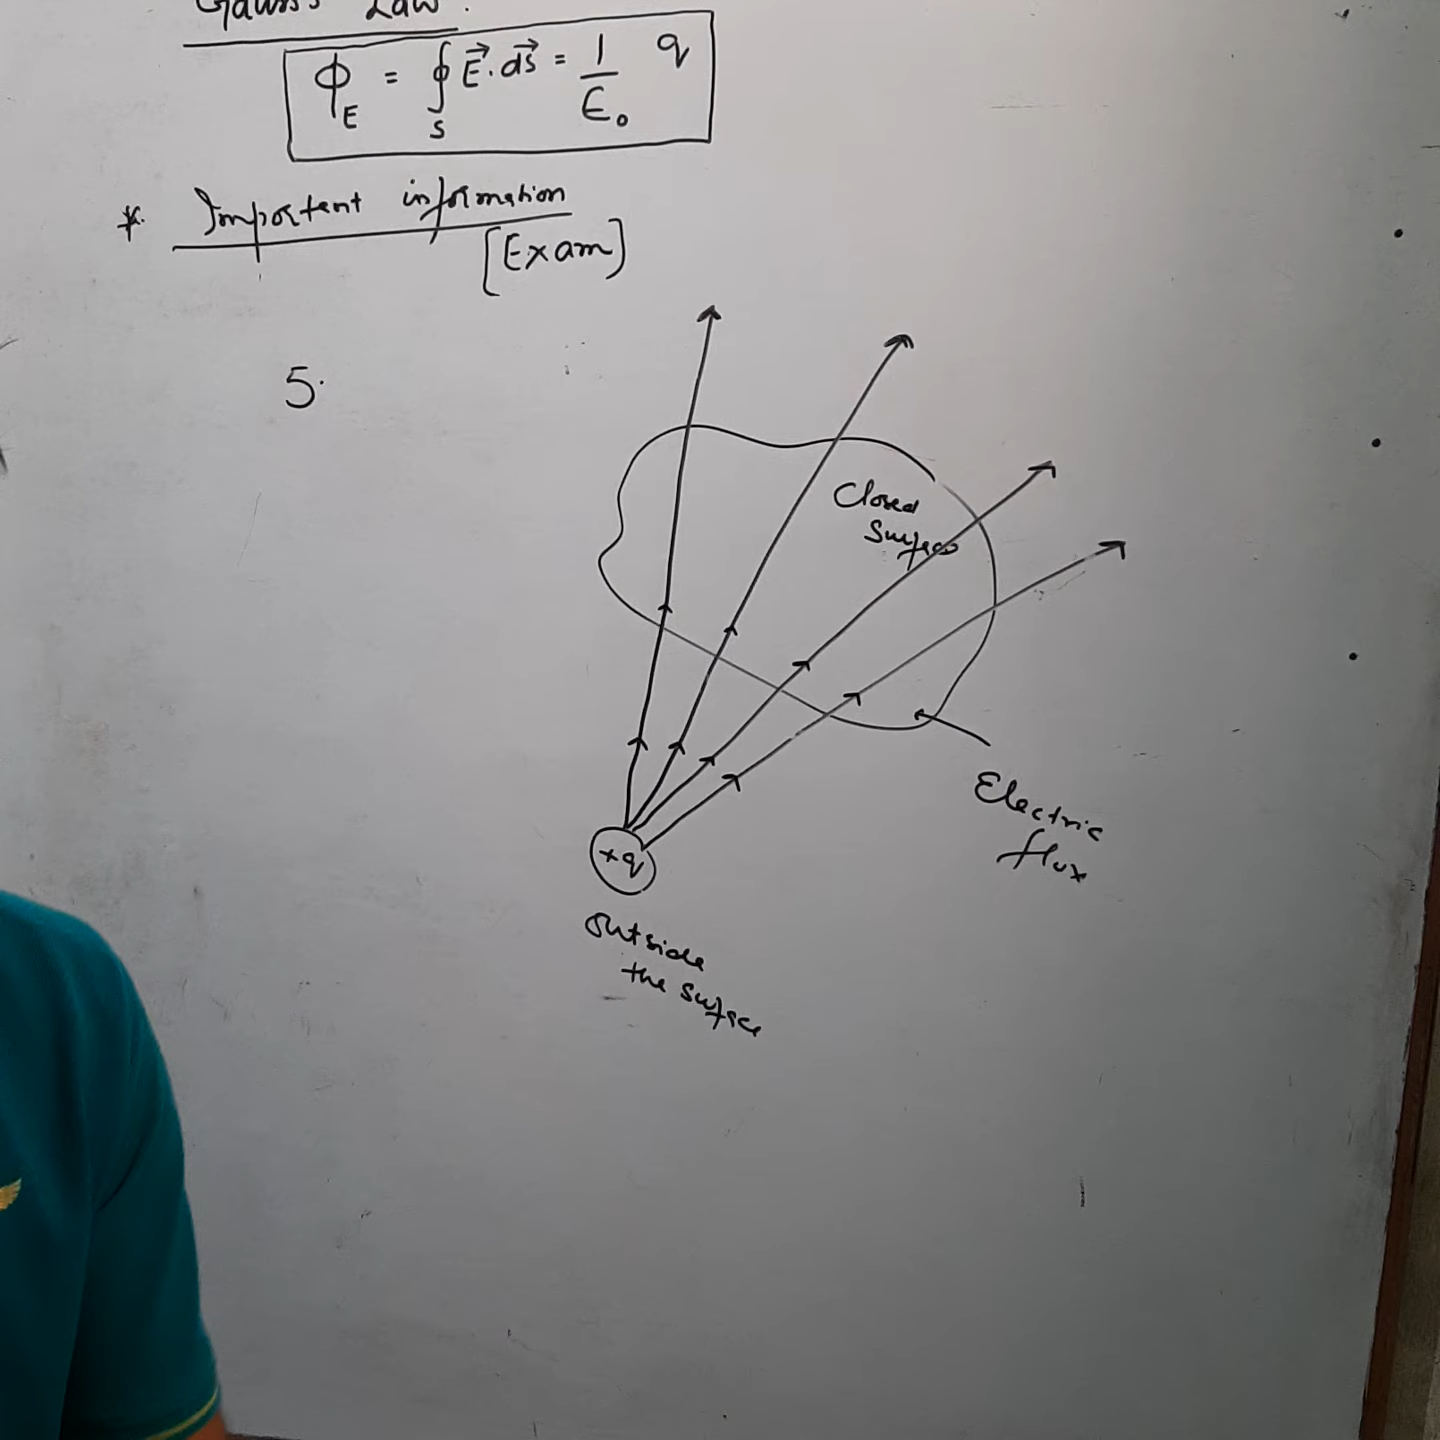 Gauss's Law.
ϕ_E = ∮_S E⃗. ds⃗ = 1/ε₀ q
* Important information
[Exam]
5.
Closed
Surface
Electric
flux
+q
Outside
the surface